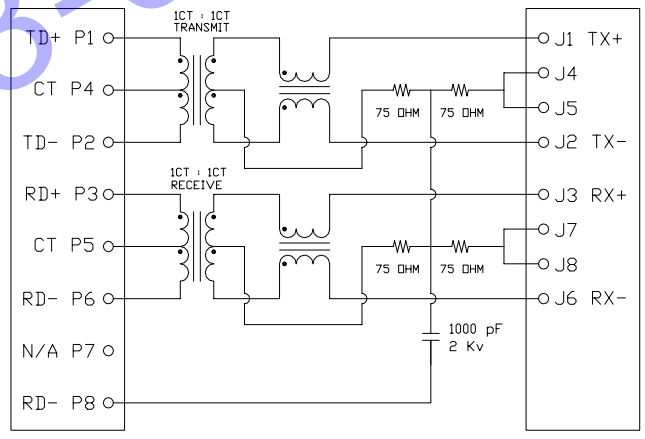 1CT : 1CT
TRANSMIT
TD+ P1
J1 TX+
J4
CT P4
75 OHM
75 OHM
J5
TD- P2
J2 TX-
1CT : 1CT
RECEIVE
RD+ P3
J3 RX+
J7
CT P5
75 OHM
75 OHM
J8
RD- P6
J6 RX-
1000 pF
2 Kv
N/A P7
RD- P8